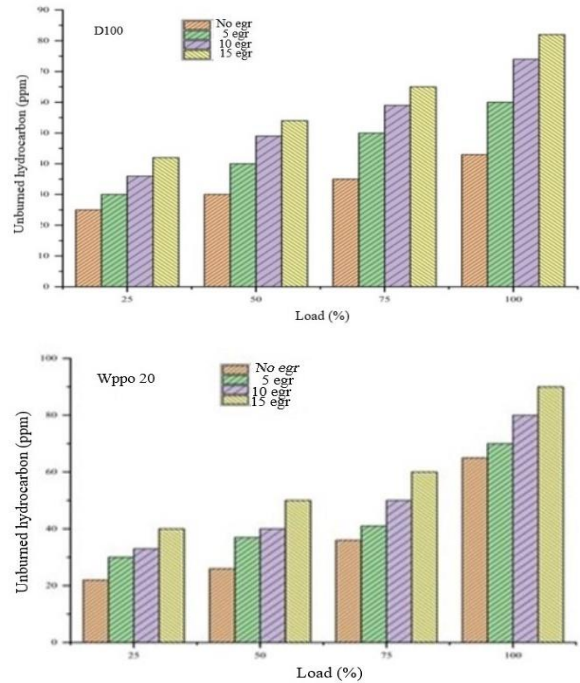 D100
No egr
5 egr
10 egr
15 egr
Unburned hydrocarbon (ppm)
90
80
70
60
50
40
30
20
10
0
25 50 75 100
Load (%)
Wppo 20
No egr
5 egr
10 egr
15 egr
Unburned hydrocarbon (ppm)
100
80
60
40
20
0
25 50 75 100
Load (%)